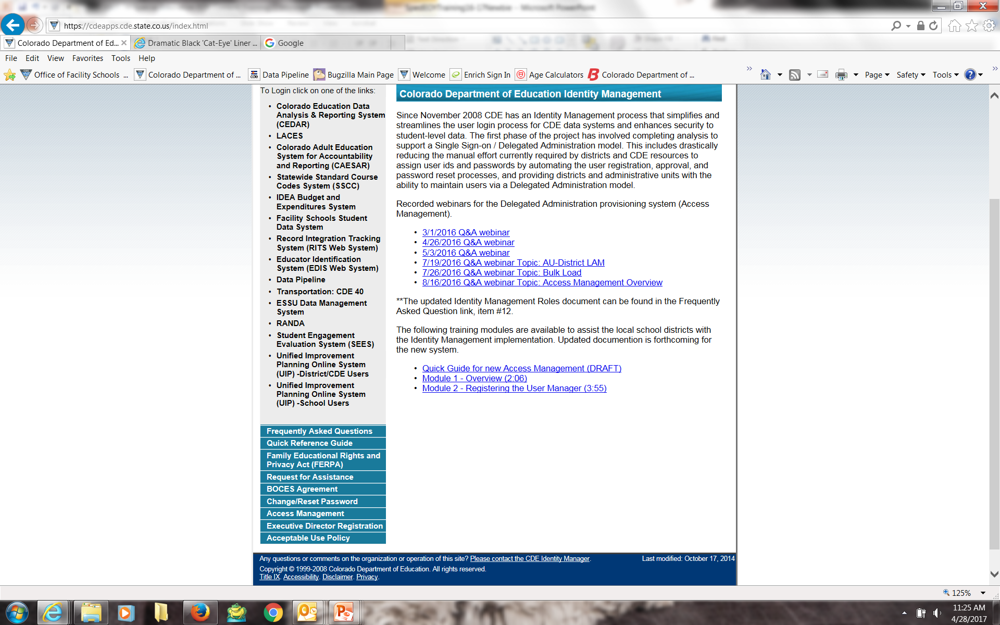 SpedEOYTraining16-17Newbie - Microsoft PowerPoint
https://cdeapps.cde.state.co.us/index.html
Colorado Department of Ed...
Dramatic Black 'Cat-Eye' Liner ...
Google
File Edit View Favorites Tools Help
Office of Facility Schools ...
Colorado Department of ...
Data Pipeline
Bugzilla Main Page
Welcome
Enrich Sign In
Age Calculators
Colorado Department of ...
Page
Safety
Tools
To Login click on one of the links:
• Colorado Education Data
Analysis & Reporting System
(CEDAR)
• LACES
• Colorado Adult Education
System for Accountability
and Reporting (CAESAR)
• Statewide Standard Course
Codes System (SSCC)
• IDEA Budget and
Expenditures System
• Facility Schools Student
Data System
• Record Integration Tracking
System (RITS Web System)
• Educator Identification
System (EDIS Web System)
• Data Pipeline
• Transportation: CDE 40
• ESSU Data Management
System
• RANDA
• Student Engagement
Evaluation System (SEES)
• Unified Improvement
Planning Online System
(UIP) -District/CDE Users
• Unified Improvement
Planning Online System
(UIP) -School Users
Frequently Asked Questions
Quick Reference Guide
Family Educational Rights and
Privacy Act (FERPA)
Request for Assistance
BOCES Agreement
Change/Reset Password
Access Management
Executive Director Registration
Acceptable Use Policy
Colorado Department of Education Identity Management
Since November 2008 CDE has an Identity Management process that simplifies and
streamlines the user login process for CDE data systems and enhances security to
student-level data. The first phase of the project has involved completing analysis to
support a Single Sign-on / Delegated Administration model. This includes drastically
reducing the manual effort currently required by districts and CDE resources to
assign user ids and passwords by automating the user registration, approval, and
password reset processes, and providing districts and administrative units with the
ability to maintain users via a Delegated Administration model.
Recorded webinars for the Delegated Administration provisioning system (Access
Management).
• 3/1/2016 Q&A webinar
• 4/26/2016 Q&A webinar
• 5/3/2016 Q&A webinar
• 7/19/2016 Q&A webinar Topic: AU-District LAM
• 7/26/2016 Q&A webinar Topic: Bulk Load
• 8/16/2016 Q&A webinar Topic: Access Management Overview
**The updated Identity Management Roles document can be found in the Frequently
Asked Question link, item #12.
The following training modules are available to assist the local school districts with
the Identity Management implementation. Updated documention is forthcoming for
the new system.
• Quick Guide for new Access Management (DRAFT)
• Module 1 - Overview (2:06)
• Module 2 - Registering the User Manager (3:55)
Any questions or comments on the organization or operation of this site? Please contact the CDE Identity Manager.
Last modified: October 17, 2014
Copyright © 1999-2008 Colorado Department of Education. All rights reserved.
Title IX. Accessibility. Disclaimer. Privacy.
125%
11:25 AM
4/28/2017